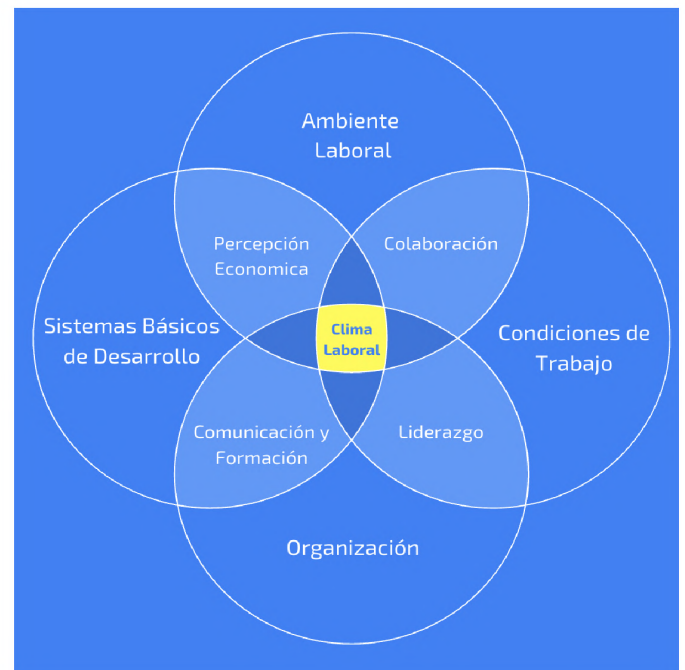 Ambiente
Laboral
Percepción
Economica
Colaboración
Sistemas Básicos
de Desarrollo
Clima
Laboral
Condiciones de
Trabajo
Comunicación y
Formación
Liderazgo
Organización